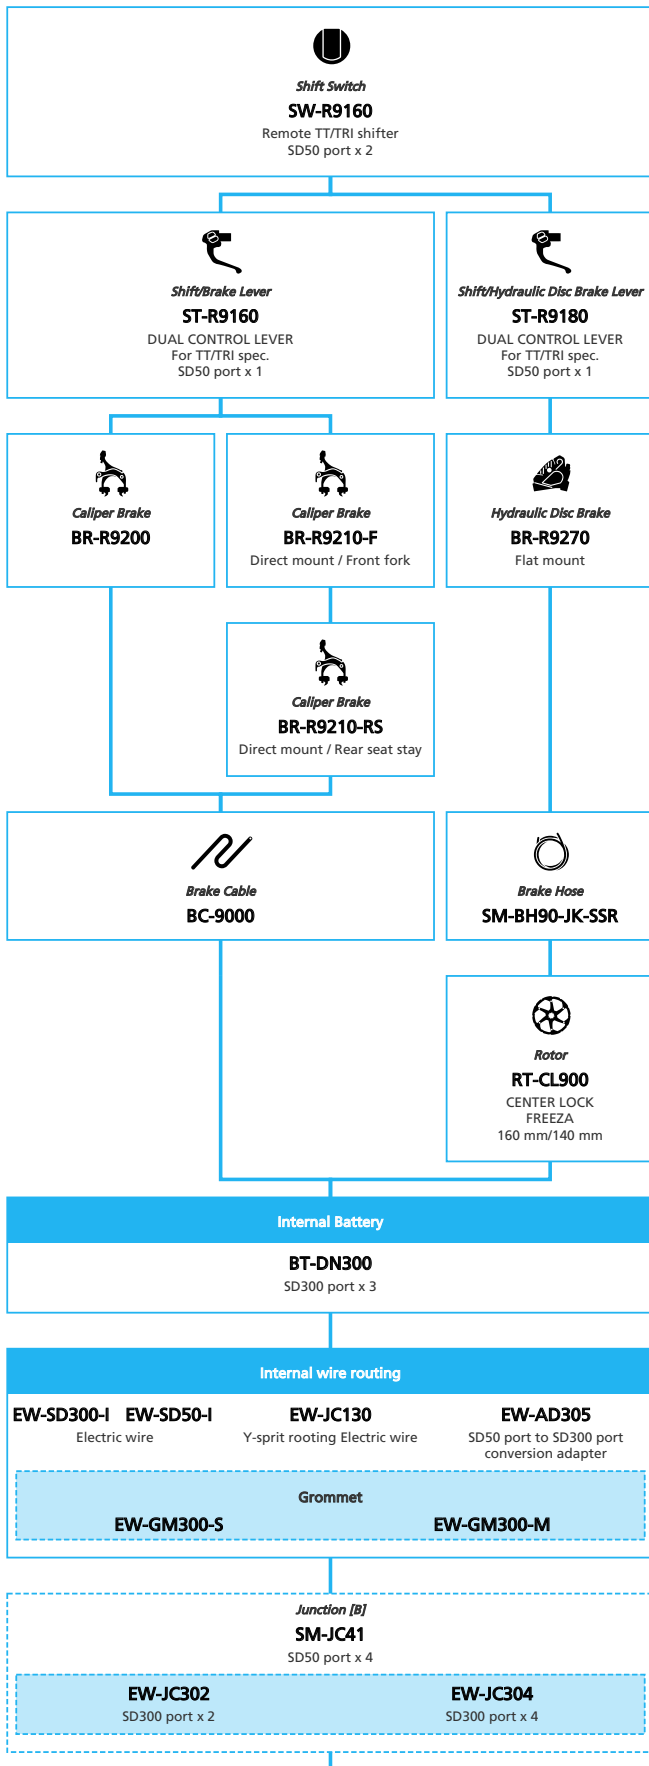 Shift Switch
SW-R9160
Remote TT/TRI shifter
SD50 port x 2
Shift/Brake Lever
ST-R9160
DUAL CONTROL LEVER
For TT/TRI spec.
SD50 port x 1
Shift/Hydraulic Disc Brake Lever
ST-R9180
DUAL CONTROL LEVER
For TT/TRI spec.
SD50 port x 1
Caliper Brake
BR-R9200
Caliper Brake
BR-R9210-F
Direct mount / Front fork
Hydraulic Disc Brake
BR-R9270
Flat mount
Caliper Brake
BR-R9210-RS
Direct mount / Rear seat stay
Brake Cable
BC-9000
Brake Hose
SM-BH90-JK-SSR
Rotor
RT-CL900
CENTER LOCK
FREEZA
160 mm/140 mm
Internal Battery
BT-DN300
SD300 port x 3
Internal wire routing
EW-SD300-I EW-SD50-I
Electric wire
EW-JC130
Y-sprit rooting Electric wire
EW-AD305
SD50 port to SD300 port
conversion adapter
Grommet
EW-GM300-S
EW-GM300-M
Junction [B]
SM-JC41
SD50 port x 4
EW-JC302
SD300 port x 2
EW-JC304
SD300 port x 4